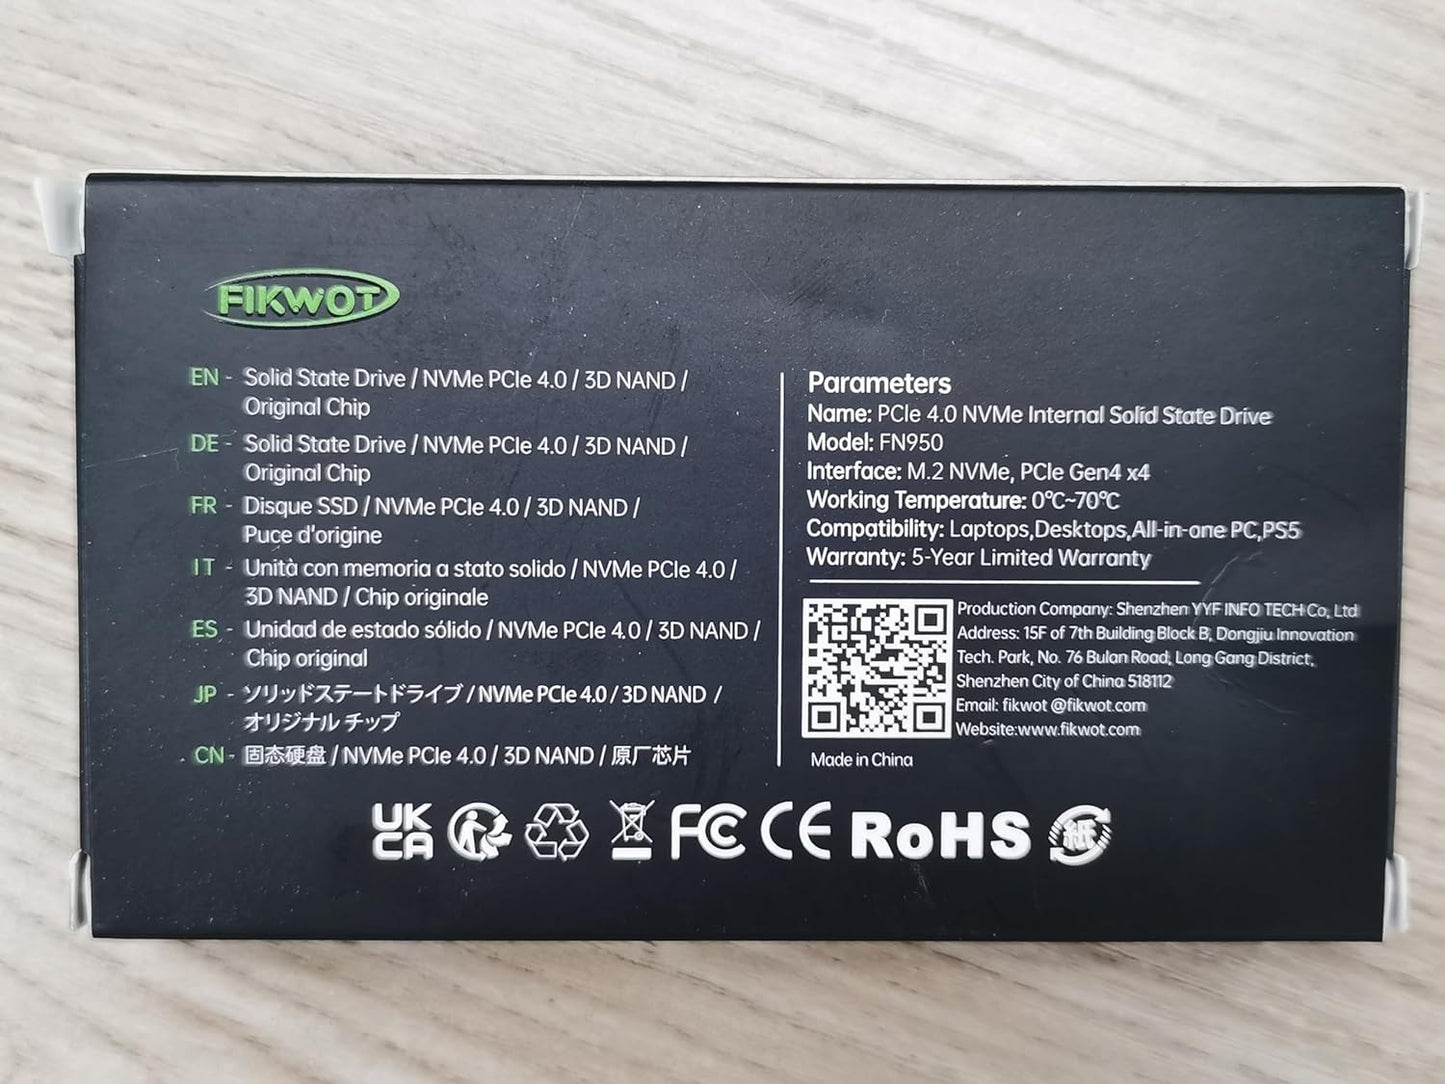 FIKWOT
EN - Solid State Drive / NVMe PCIe 4.0 / 3D NAND /
Original Chip
DE - Solid State Drive / NVMe PCIe 4.0 / 3D NAND /
Original Chip
FR - Disque SSD / NVMe PCIe 4.0 / 3D NAND /
Puce d'origine
IT - Unità con memoria a stato solido / NVMe PCIe 4.0 /
3D NAND / Chip originale
ES - Unidad de estado sólido / NVMe PCIe 4.0 / 3D NAND /
Chip original
JP - ソリッドステートドライブ / NVMe PCIe 4.0 / 3D NAND /
オリジナル チップ
CN - 固态硬盘 / NVMe PCIe 4.0 / 3D NAND / 原厂芯片
Parameters
Name: PCIe 4.0 NVMe Internal Solid State Drive
Model: FN950
Interface: M.2 NVMe, PCIe Gen4 x4
Working Temperature: 0°C~70°C
Compatibility: Laptops,Desktops,All-in-one PC,PS5
Warranty: 5-Year Limited Warranty
Production Company: Shenzhen YYF INFO TECH Co, Ltd
Address: 15F of 7th Building Block B, Dongjiu Innovation
Tech. Park, No. 76 Bulan Road, Long Gang District,
Shenzhen City of China 518112
Email: fikwot @fikwot.com
Website:www.fikwot.com
Made in China
UK
CA
FC CE RoHS 紙